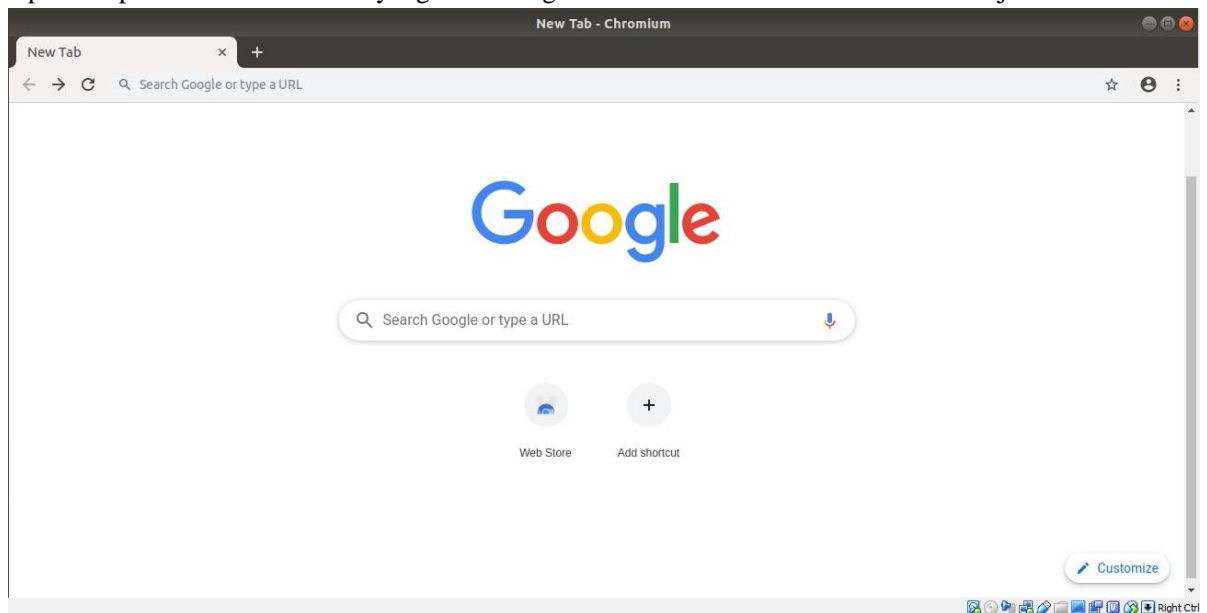 New Tab - Chromium
New Tab
Search Google or type a URL
Google
Search Google or type a URL
Web Store
Add shortcut
Customize
Right Ctrl